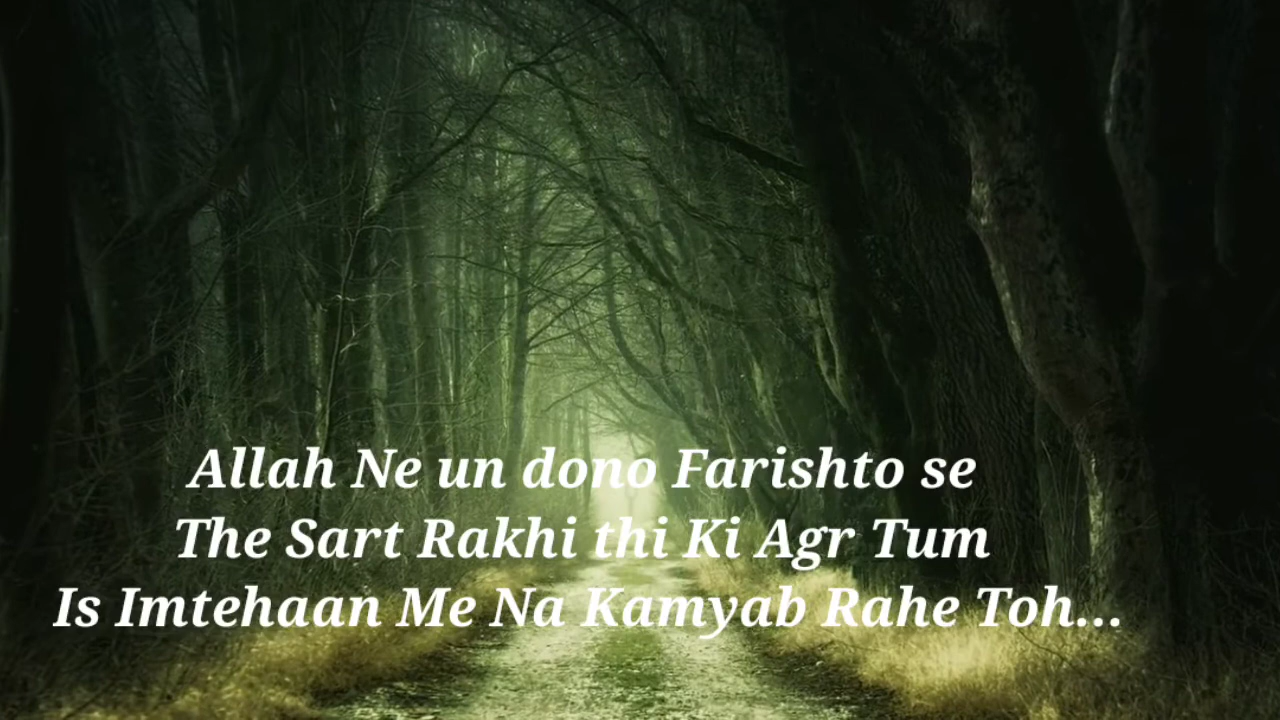 Allah Ne un dono Farishto se
The Sart Rakhi thi Ki Agr Tum
Is Imtehaan Me Na Kamyab Rahe Toh...